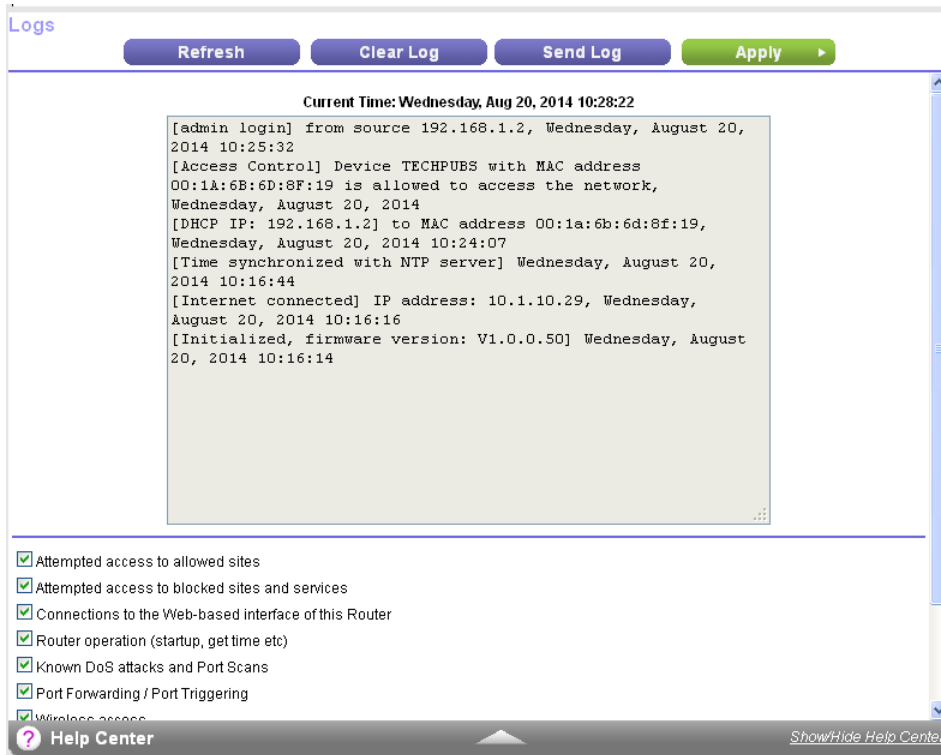 Logs
Refresh Clear Log Send Log Apply
Current Time: Wednesday, Aug 20, 2014 10:28:22
[admin login] from source 192.168.1.2, Wednesday, August 20,
2014 10:25:32
[Access Control] Device TECHPUBS with MAC address
00:1A:6B:6D:8F:19 is allowed to access the network,
Wednesday, August 20, 2014
[DHCP IP: 192.168.1.2] to MAC address 00:1a:6b:6d:8f:19,
Wednesday, August 20, 2014 10:24:07
[Time synchronized with NTP server] Wednesday, August 20,
2014 10:16:44
[Internet connected] IP address: 10.1.10.29, Wednesday,
August 20, 2014 10:16:16
[Initialized, firmware version: V1.0.0.50] Wednesday, August
20, 2014 10:16:14
Attempted access to allowed sites
Attempted access to blocked sites and services
Connections to the Web-based interface of this Router
Router operation (startup, get time etc)
Known DoS attacks and Port Scans
Port Forwarding / Port Triggering
Wireless access
? Help Center Show/Hide Help Center